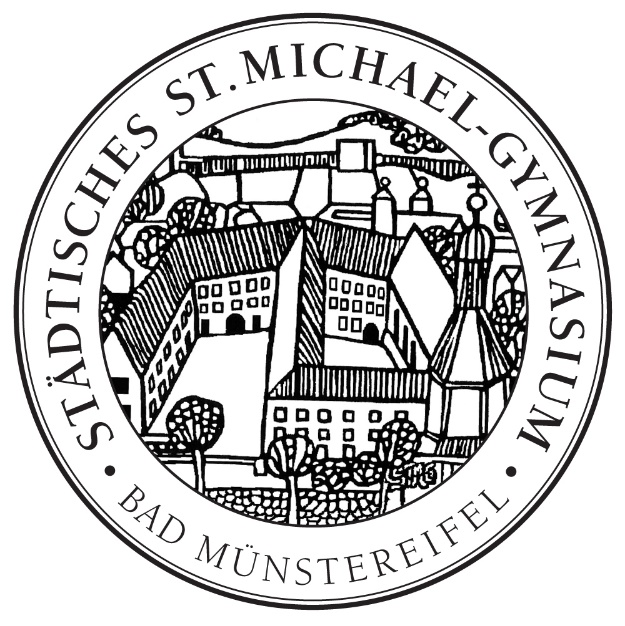 STÄDTISCHES ST. MICHAEL-GYMNASIUM
• BAD MÜNSTEREIFEL •